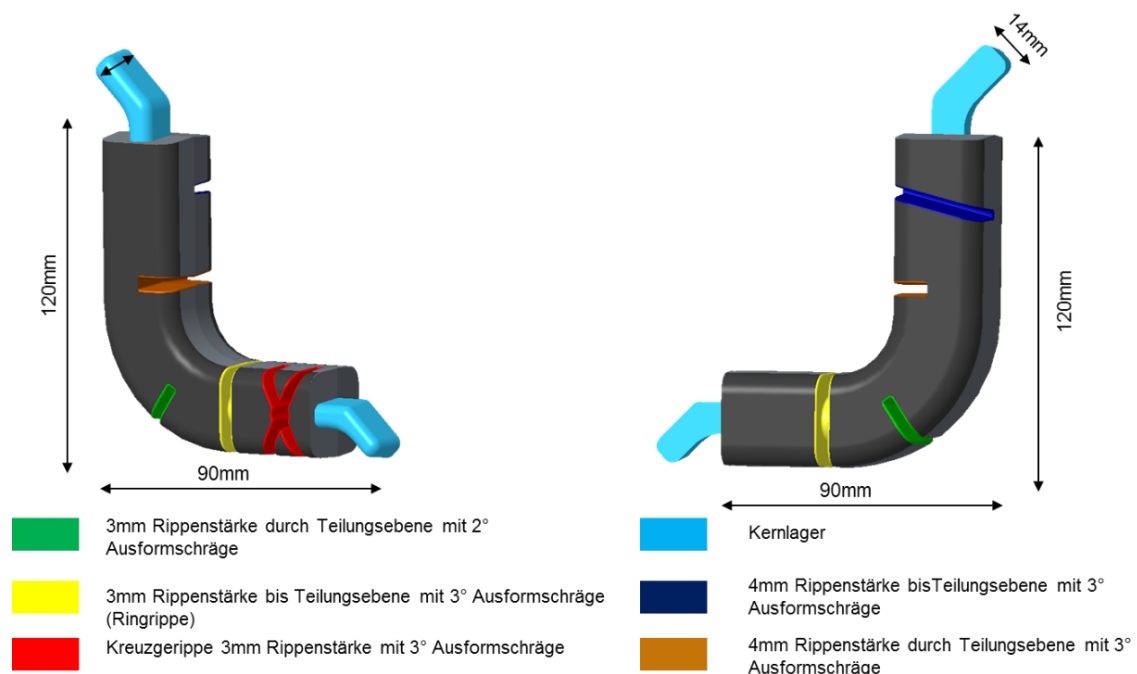 14mm
120mm
120mm
90mm
90mm
3mm Rippenstärke durch Teilungsebene mit 2°
Ausformschräge
3mm Rippenstärke bis Teilungsebene mit 3° Ausformschräge
(Ringrippe)
Kreuzgerippe 3mm Rippenstärke mit 3° Ausformschräge
Kernlager
4mm Rippenstärke bisTeilungsebene mit 3°
Ausformschräge
4mm Rippenstärke durch Teilungsebene mit 3°
Ausformschräge